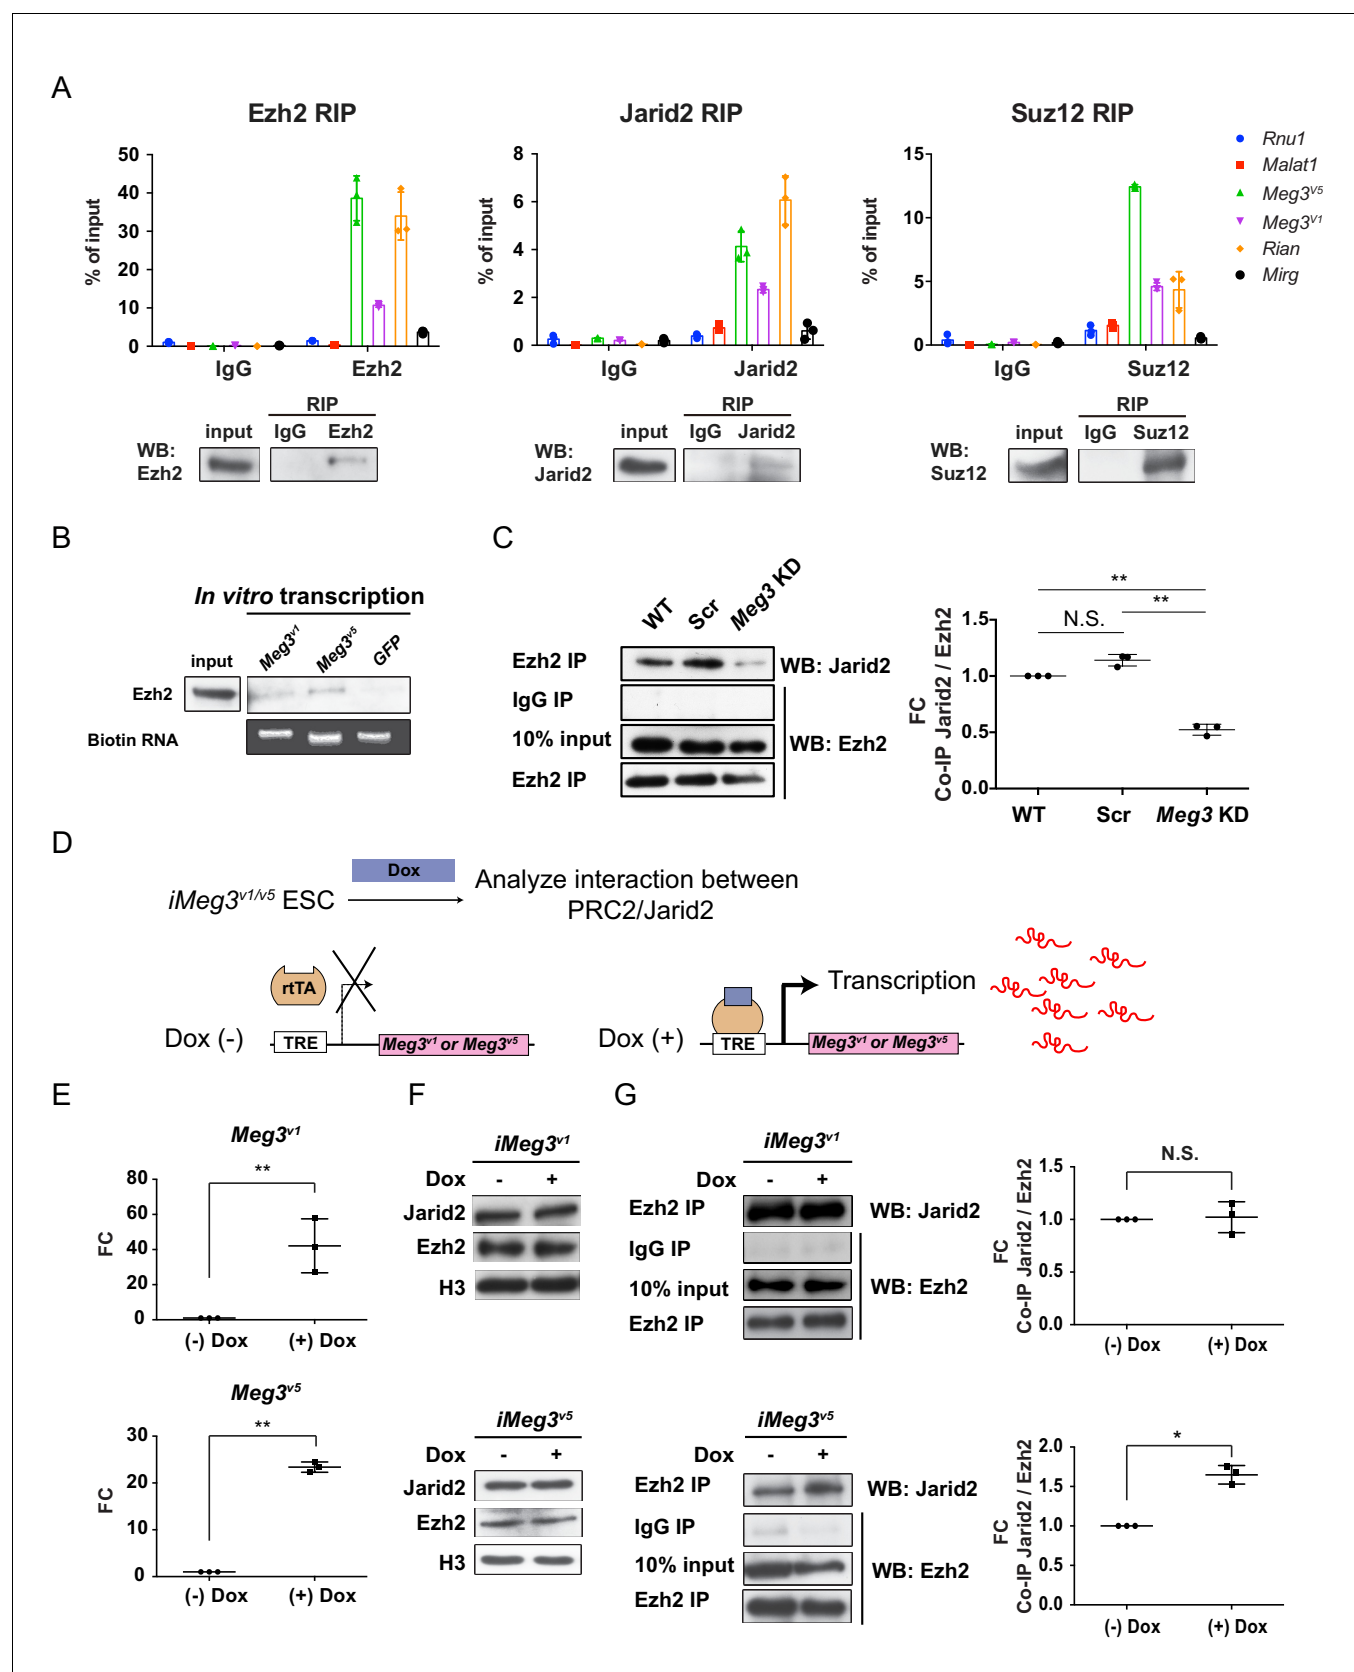 A
Ezh2 RIP
Jarid2 RIP
Suz12 RIP
% of input
50
40
30
20
10
0
IgG
Ezh2
% of input
8
6
4
2
0
IgG
Jarid2
% of input
15
10
5
0
IgG
Suz12
Rnu1
Malat1
Meg3V5
Meg3V1
Rian
Mirg
RIP
input IgG Ezh2
WB:
Ezh2
RIP
input IgG Jarid2
WB:
Jarid2
RIP
input IgG Suz12
WB:
Suz12
B
In vitro transcription
input Meg3v1 Meg3v5 GFP
Ezh2
Biotin RNA
C
WT Scr Meg3 KD
Ezh2 IP
WB: Jarid2
IgG IP
10% input
WB: Ezh2
Ezh2 IP
FC
Co-IP Jarid2 / Ezh2
1.5
1.0
0.5
0.0
**
**
N.S.
WT Scr Meg3 KD
D
iMeg3v1/v5 ESC
Dox
Analyze interaction between
PRC2/Jarid2
rtTA
Dox (-)
TRE
Meg3v1 or Meg3v5
Transcription
Dox (+)
TRE
Meg3v1 or Meg3v5
E
Meg3v1
FC
80
60
40
20
0
**
(-) Dox (+) Dox
Meg3v5
FC
30
20
10
0
**
(-) Dox (+) Dox
F
iMeg3v1
Dox - +
Jarid2
Ezh2
H3
iMeg3v5
Dox - +
Jarid2
Ezh2
H3
G
iMeg3v1
Dox - +
Ezh2 IP
WB: Jarid2
IgG IP
10% input
WB: Ezh2
Ezh2 IP
FC
Co-IP Jarid2 / Ezh2
1.5
1.0
0.5
0.0
N.S.
(-) Dox (+) Dox
iMeg3v5
Dox - +
Ezh2 IP
WB: Jarid2
IgG IP
10% input
WB: Ezh2
Ezh2 IP
FC
Co-IP Jarid2 / Ezh2
2.0
1.5
1.0
0.5
0.0
*
(-) Dox (+) Dox